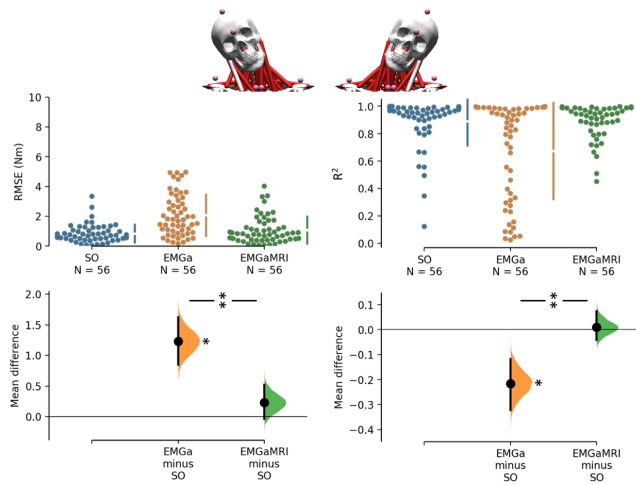 10
8
6
4
2
0
RMSE (Nm)
SO
N = 56
EMGa
N = 56
EMGaMRI
N = 56
1.0
0.8
0.6
0.4
0.2
0.0
R²
SO
N = 56
EMGa
N = 56
EMGaMRI
N = 56
2.0
1.5
1.0
0.5
0.0
Mean difference
**
*
EMGa
minus
SO
EMGaMRI
minus
SO
0.1
0.0
−0.1
−0.2
−0.3
−0.4
Mean difference
**
*
EMGa
minus
SO
EMGaMRI
minus
SO